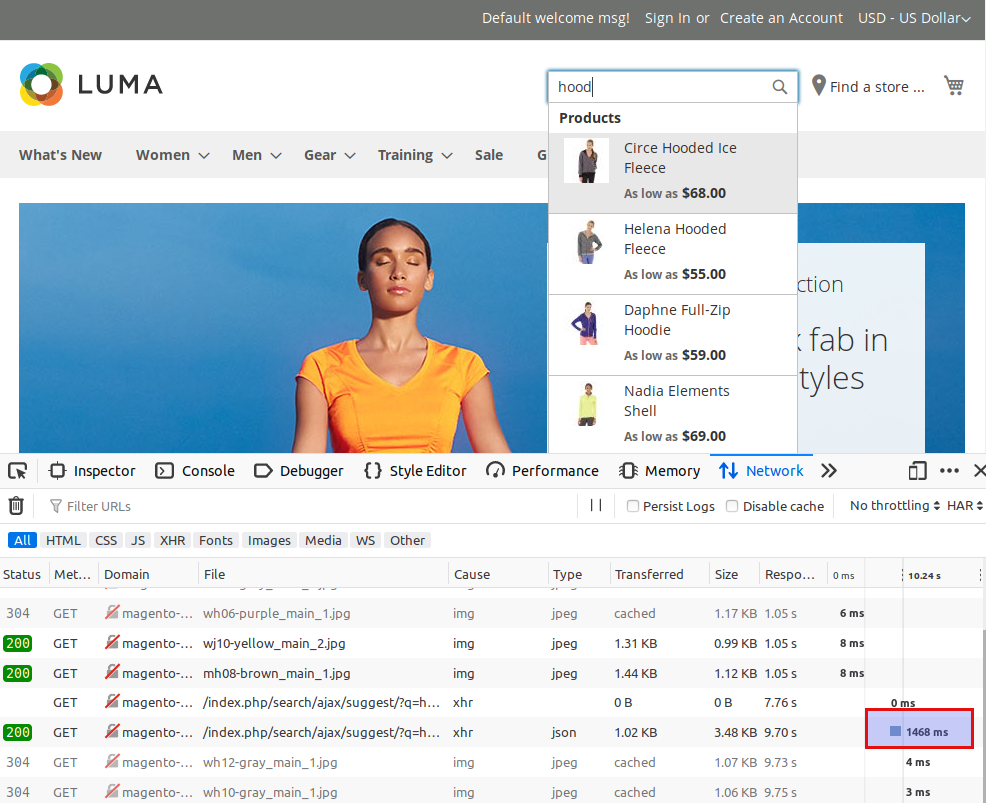 Default welcome msg! Sign In or Create an Account USD - US Dollar
LUMA
hood
Find a store ...
Products
What's New Women Men Gear Training Sale G
Circe Hooded Ice
Fleece
As low as $68.00
Helena Hooded
Fleece
As low as $55.00
Daphne Full-Zip
Hoodie
As low as $59.00
Nadia Elements
Shell
As low as $69.00
ction
k fab in
tyles
Inspector Console Debugger Style Editor Performance Memory Network
Filter URLs Persist Logs Disable cache No throttling HAR
All HTML CSS JS XHR Fonts Images Media WS Other
Status Met... Domain File Cause Type Transferred Size Respo... 0 ms 10.24 s
304 GET magento-... wh06-purple_main_1.jpg img jpeg cached 1.17 KB 1.05 s 6 ms
200 GET magento-... wj10-yellow_main_2.jpg img jpeg 1.31 KB 0.99 KB 1.05 s 8 ms
200 GET magento-... mh08-brown_main_1.jpg img jpeg 1.44 KB 1.12 KB 1.05 s 8 ms
GET magento-... /index.php/search/ajax/suggest/?q=h... xhr 0 B 0 B 7.76 s 0 ms
200 GET magento-... /index.php/search/ajax/suggest/?q=h... xhr json 1.02 KB 3.48 KB 9.70 s 1468 ms
304 GET magento-... wh12-gray_main_1.jpg img jpeg cached 1.07 KB 9.73 s 4 ms
304 GET magento-... wh10-gray_main_1.jpg img jpeg cached 1.06 KB 9.75 s 3 ms